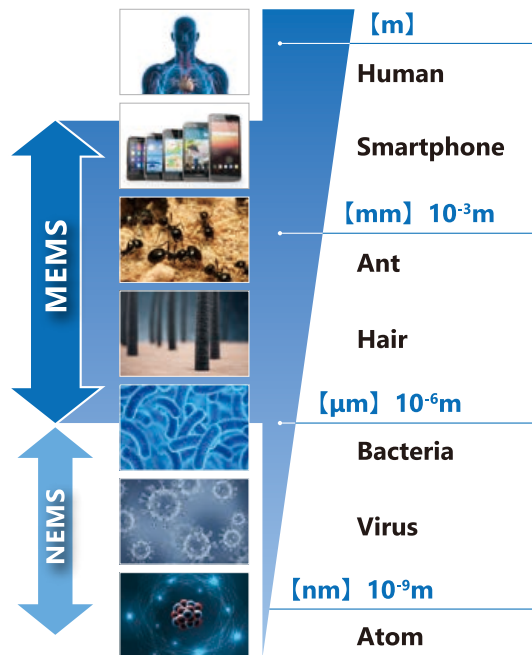 【m】
Human
Smartphone
【mm】 10⁻³m
Ant
MEMS
Hair
【μm】 10⁻⁶m
Bacteria
NEMS
Virus
【nm】 10⁻⁹m
Atom